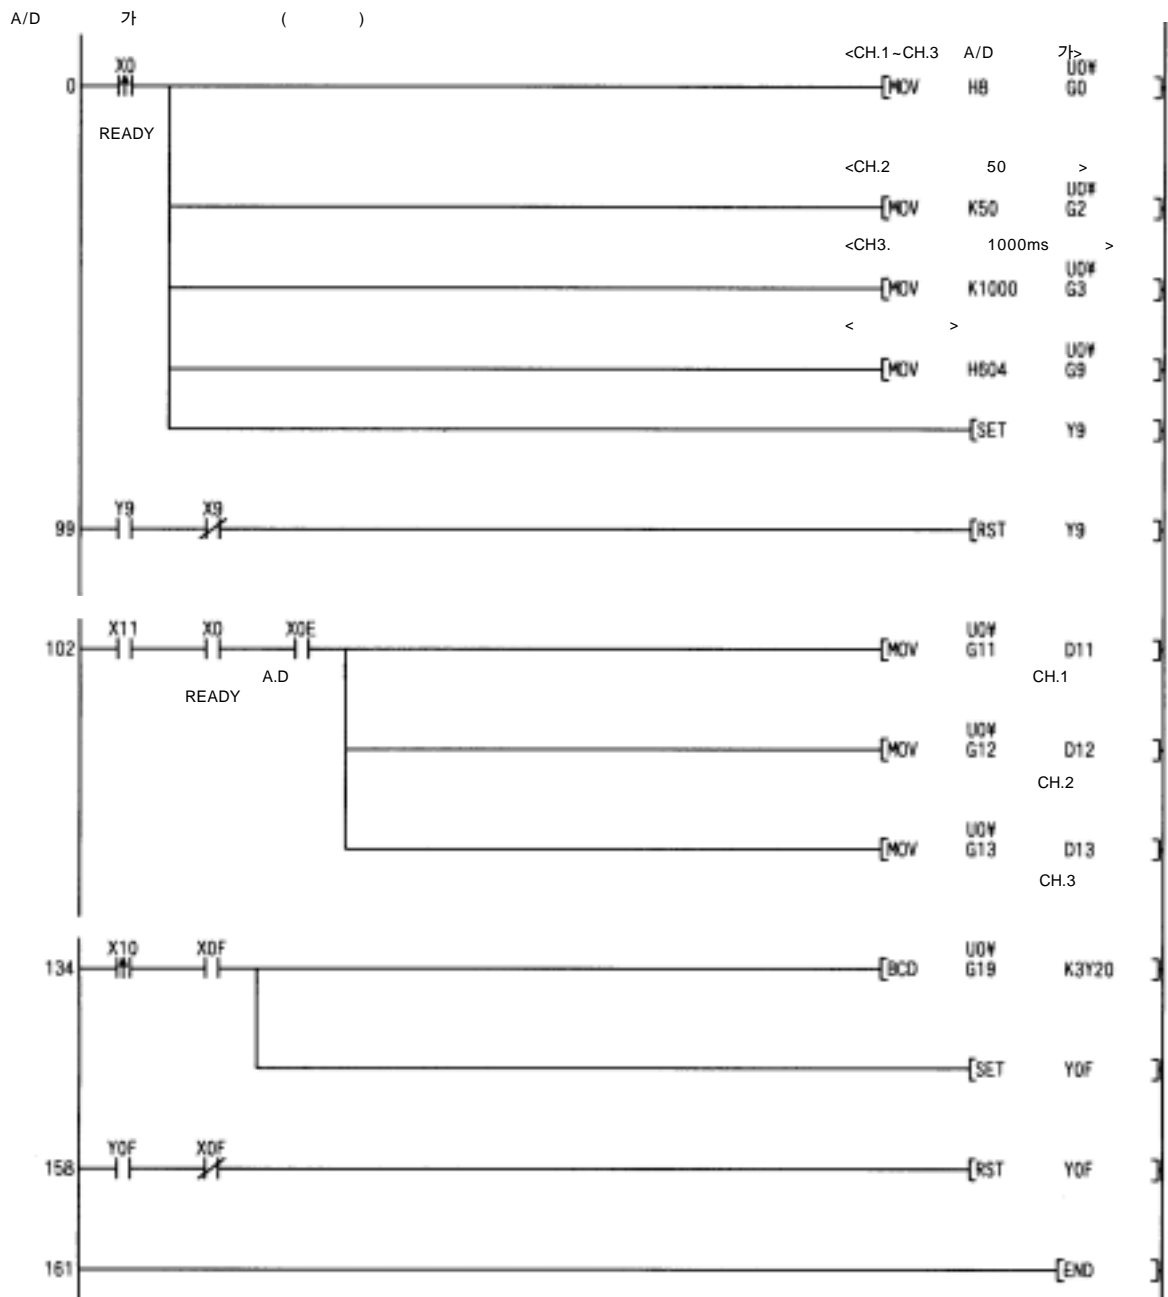 A/D 가 ( )
<CH.1~CH.3 A/D 가>
X0 U0¥
0 [MOV H8 G0 ]
READY
<CH.2 50 >
U0¥
[MOV K50 G2 ]
<CH3. 1000ms >
U0¥
[MOV K1000 G3 ]
< >
U0¥
[MOV H604 G9 ]
[SET Y9 ]
Y9 X9
99 [RST Y9 ]
X11 X0 X0E U0¥
102 [MOV G11 D11 ]
A.D CH.1
READY
U0¥
[MOV G12 D12 ]
CH.2
U0¥
[MOV G13 D13 ]
CH.3
X10 X0F U0¥
134 [BCD G19 K3Y20 ]
[SET Y0F ]
Y0F X0F
158 [RST Y0F ]
161 [END ]